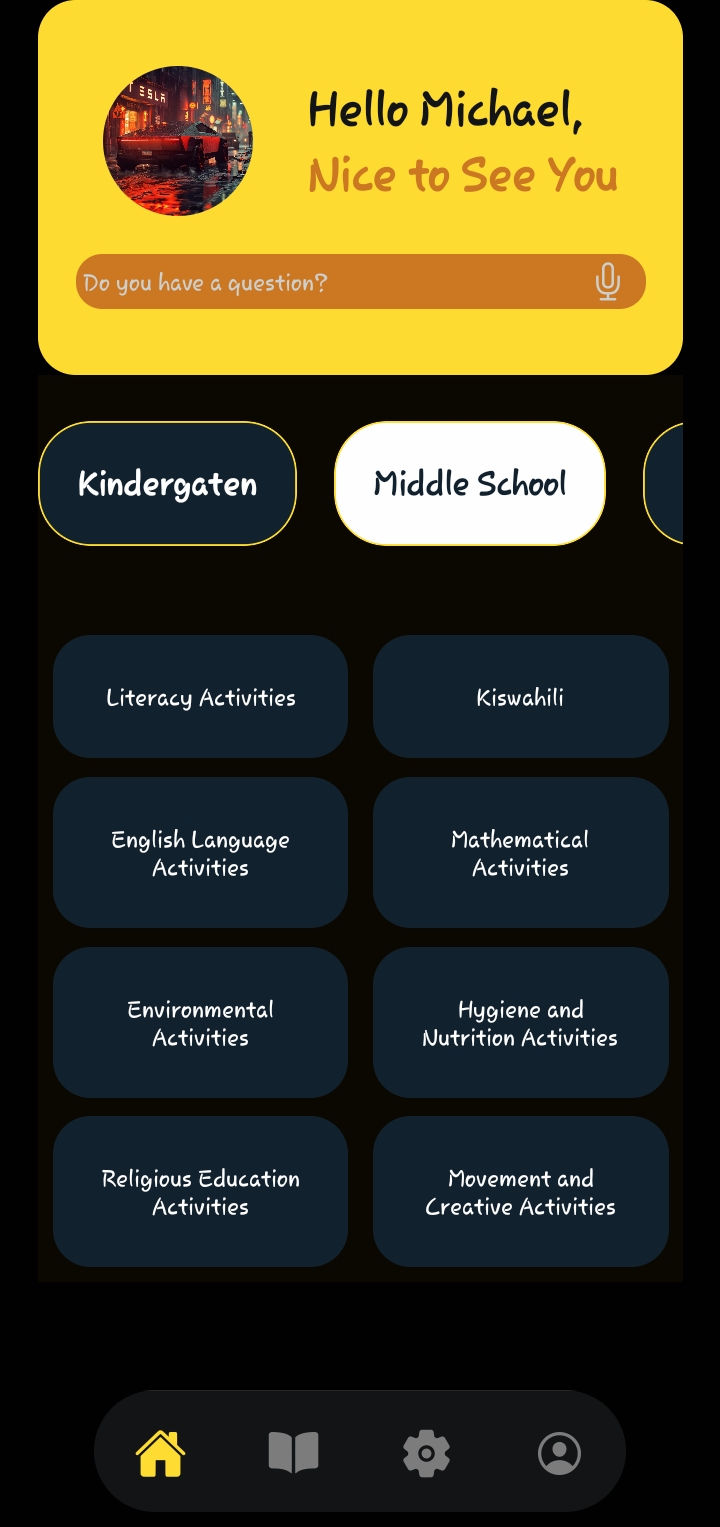 TESLA
Hello Michael,
Nice to See You
Do you have a question?
Kindergaten
Middle School
Literacy Activities
Kiswahili
English Language
Activities
Mathematical
Activities
Environmental
Activities
Hygiene and
Nutrition Activities
Religious Education
Activities
Movement and
Creative Activities